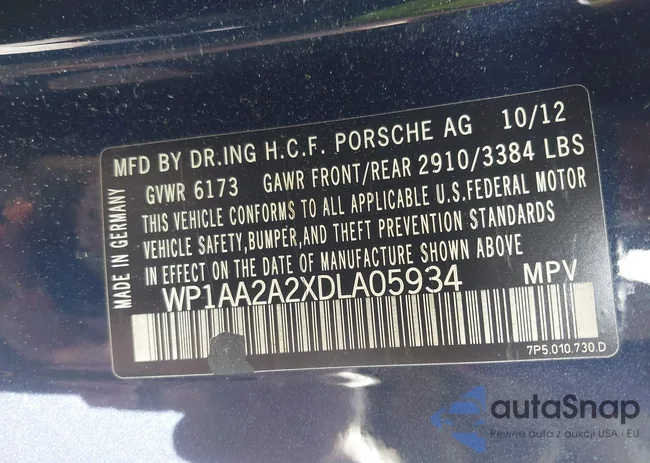 MFD BY DR.ING H.C.F. PORSCHE AG 10/12
GVWR 6173 GAWR FRONT/REAR 2910/3384 LBS
THIS VEHICLE CONFORMS TO ALL APPLICABLE U.S.FEDERAL MOTOR
VEHICLE SAFETY,BUMPER,AND THEFT PREVENTION STANDARDS
IN EFFECT ON THE DATE OF MANUFACTURE SHOWN ABOVE
WP1AA2A2XDLA05934 MPV
MADE IN GERMANY
7P5.010.730.D
autaSnap
Pewne auta z aukcji USA i EU